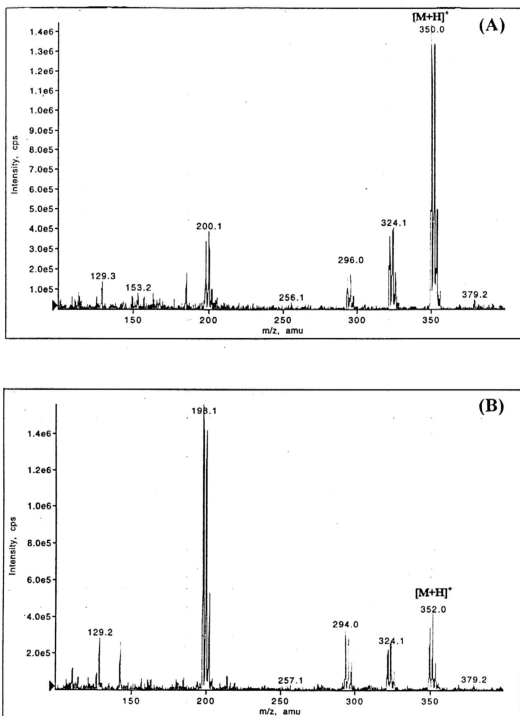 [M+H]+
(A)
350.0
1.4e6
1.3e6
1.2e6
1.1e6
1.0e6
9.0e5
8.0e5
7.0e5
6.0e5
5.0e5
4.0e5
3.0e5
2.0e5
1.0e5
Intensity, cps
129.3
153.2
200.1
256.1
296.0
324.1
379.2
150
200
250
300
350
m/z, amu
(B)
198.1
1.4e6
1.2e6
1.0e6
8.0e5
6.0e5
4.0e5
2.0e5
Intensity, cps
[M+H]+
352.0
129.2
257.1
294.0
324.1
379.2
150
200
250
300
350
m/z, amu